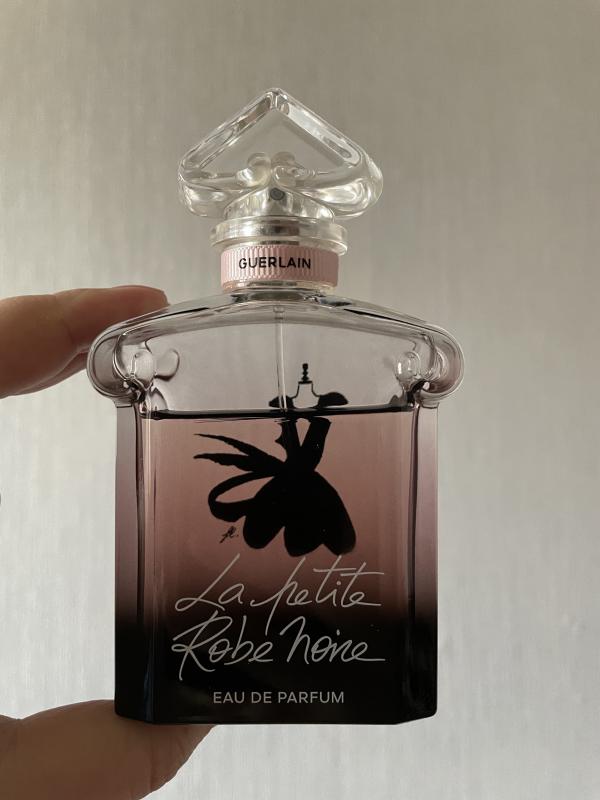 GUERLAIN
La petite
Robe Noire
EAU DE PARFUM